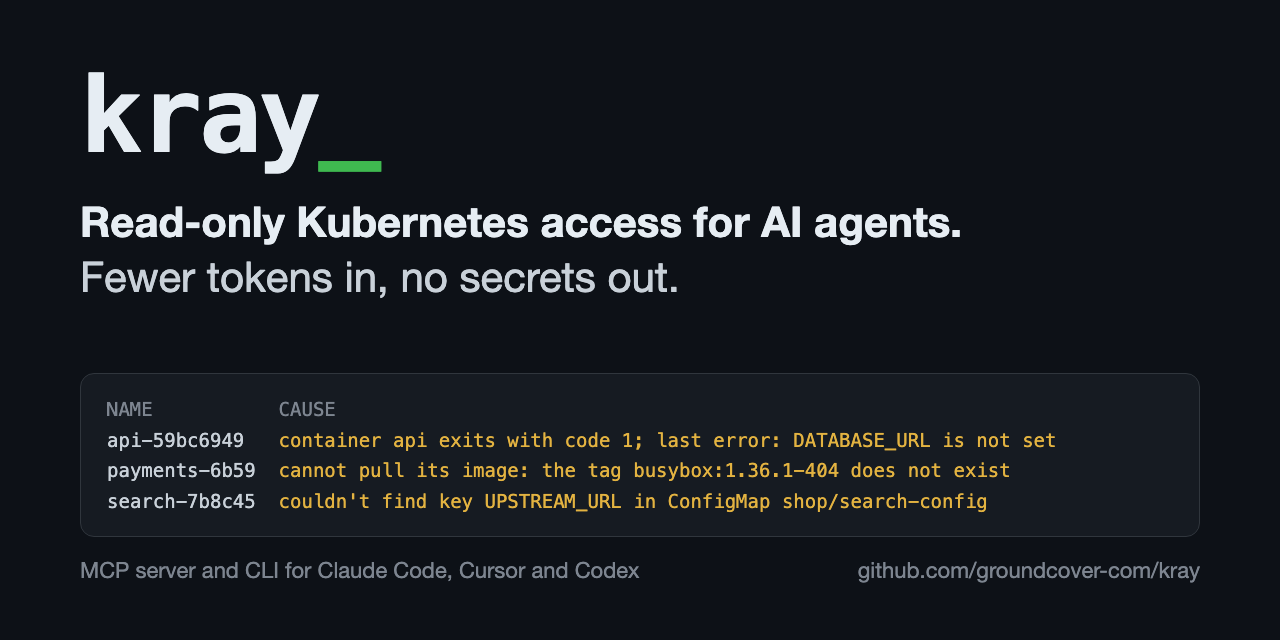 kray_
Read-only Kubernetes access for AI agents.
Fewer tokens in, no secrets out.
NAME CAUSE
api-59bc6949 container api exits with code 1; last error: DATABASE_URL is not set
payments-6b59 cannot pull its image: the tag busybox:1.36.1-404 does not exist
search-7b8c45 couldn't find key UPSTREAM_URL in ConfigMap shop/search-config
MCP server and CLI for Claude Code, Cursor and Codex
github.com/groundcover-com/kray